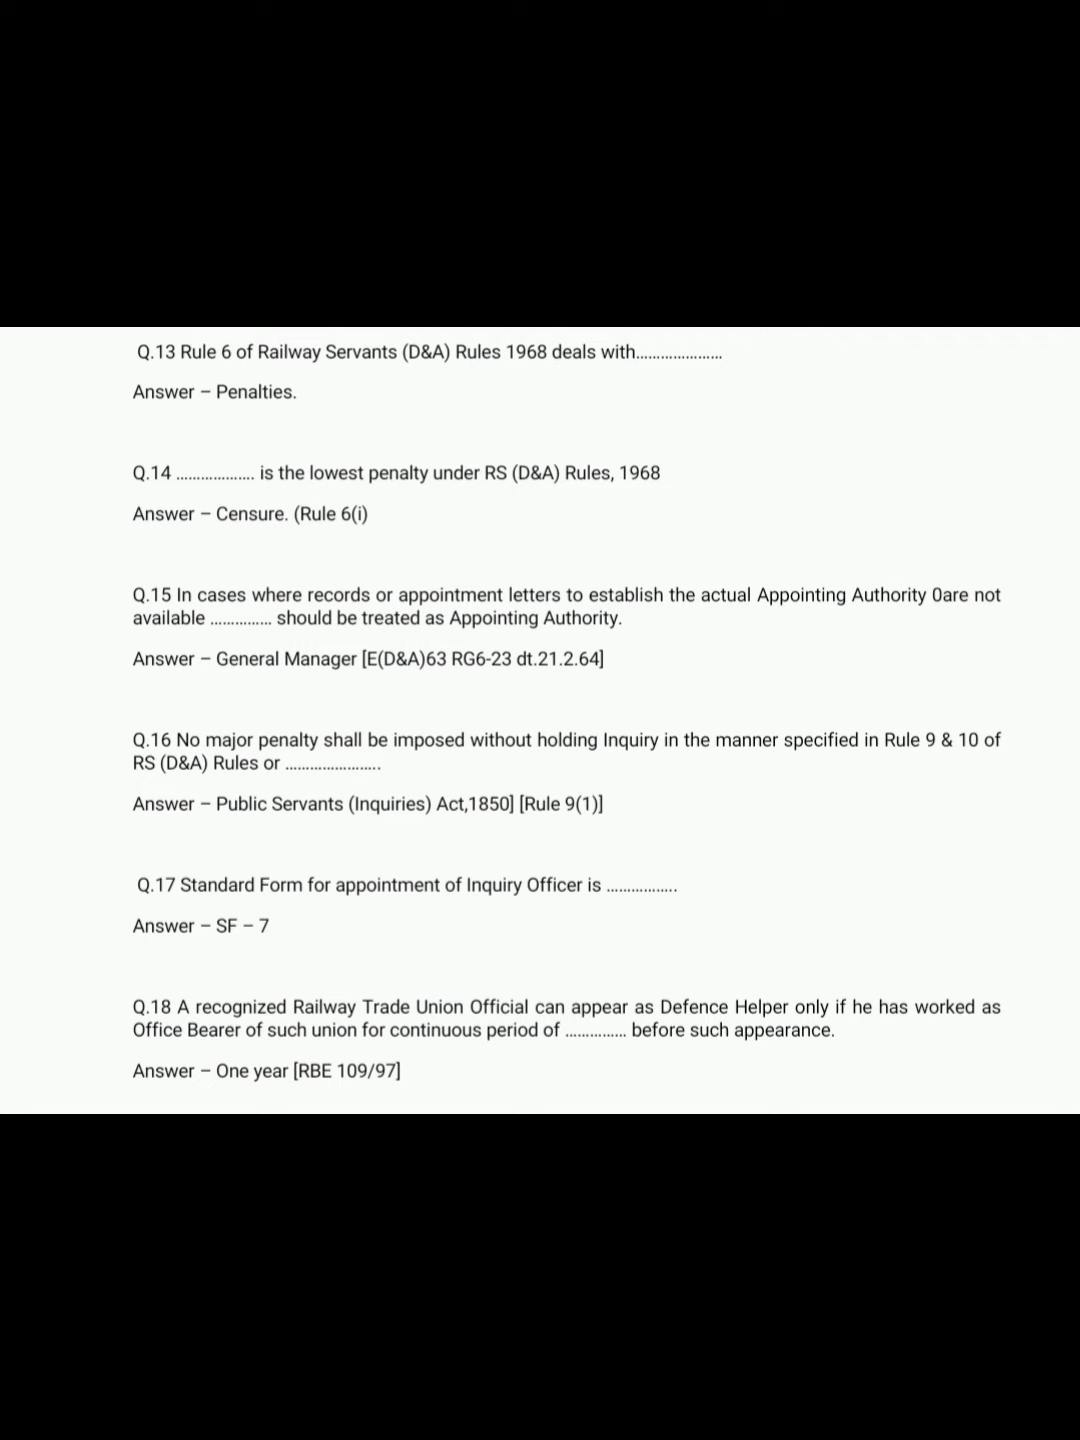 Q.13 Rule 6 of Railway Servants (D&A) Rules 1968 deals with.....................
Answer – Penalties.
Q.14 ................... is the lowest penalty under RS (D&A) Rules, 1968
Answer – Censure. (Rule 6(i)
Q.15 In cases where records or appointment letters to establish the actual Appointing Authority 0are not
available ............... should be treated as Appointing Authority.
Answer – General Manager [E(D&A)63 RG6-23 dt.21.2.64]
Q.16 No major penalty shall be imposed without holding Inquiry in the manner specified in Rule 9 & 10 of
RS (D&A) Rules or .......................
Answer – Public Servants (Inquiries) Act,1850] [Rule 9(1)]
Q.17 Standard Form for appointment of Inquiry Officer is .................
Answer – SF – 7
Q.18 A recognized Railway Trade Union Official can appear as Defence Helper only if he has worked as
Office Bearer of such union for continuous period of ............... before such appearance.
Answer – One year [RBE 109/97]